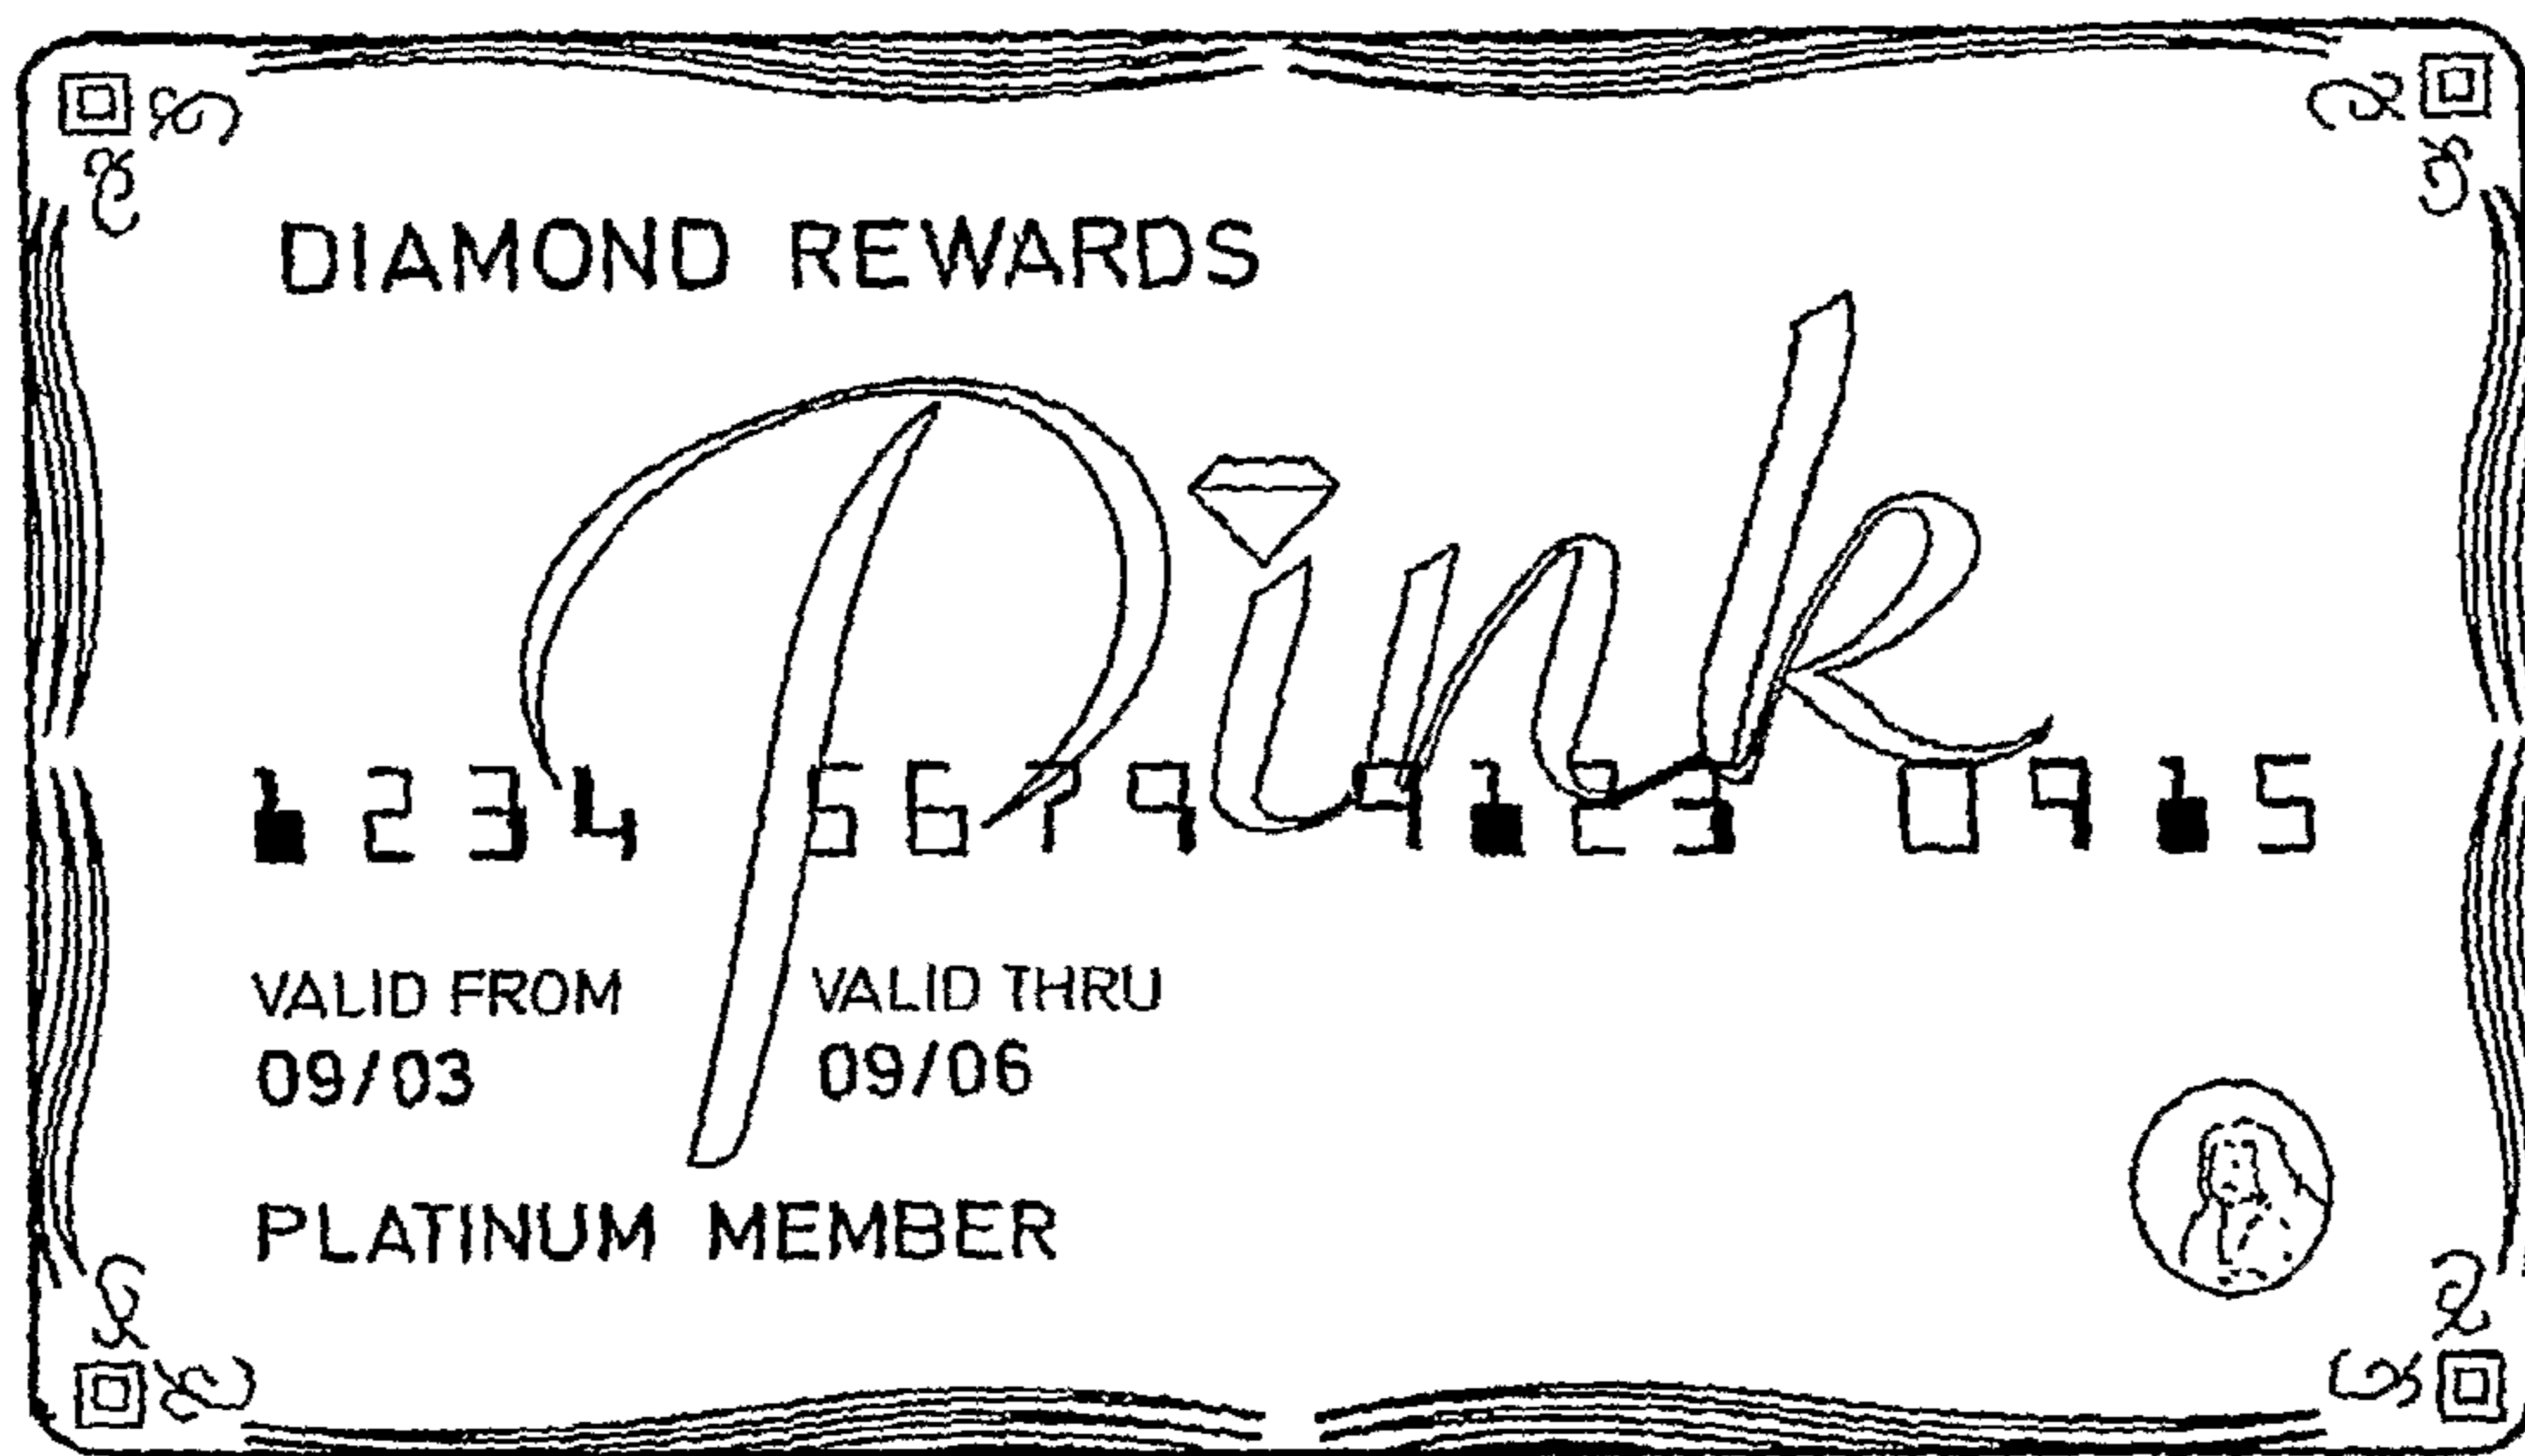 DIAMOND REWARDS
Pink
1234 5679 9123 0915
VALID FROM VALID THRU
09/03 09/06
PLATINUM MEMBER